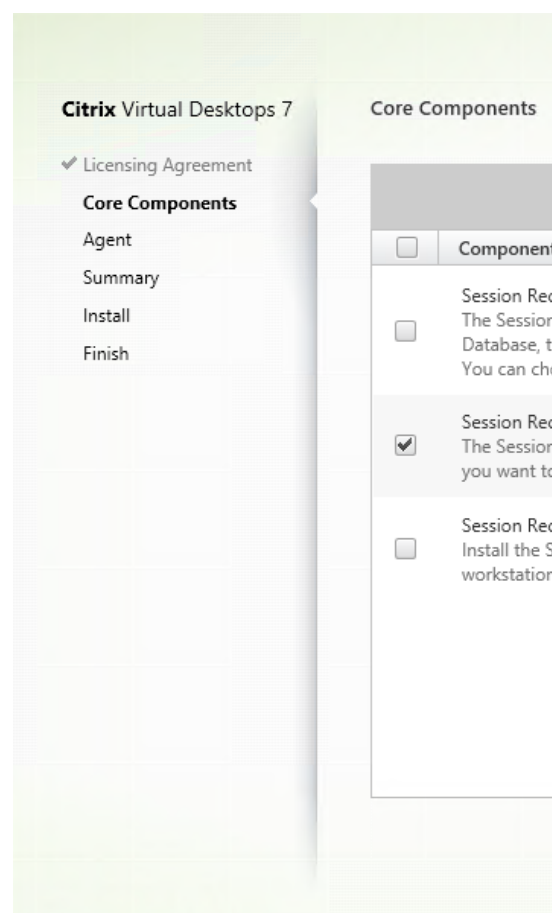 Citrix Virtual Desktops 7
Licensing Agreement
Core Components
Agent
Summary
Install
Finish
Core Components
Component
Session Rec
The Session
Database, t
You can ch
Session Rec
The Session
you want to
Session Rec
Install the S
workstation